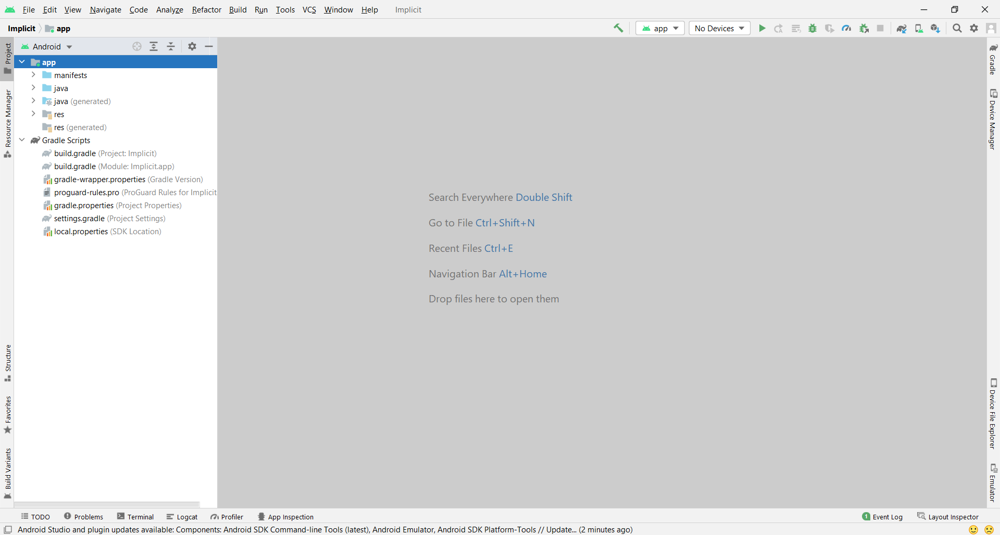 File Edit View Navigate Code Analyze Refactor Build Run Tools VCS Window Help Implicit
Implicit app
app No Devices
Project
Android
app
manifests
java
java (generated)
res
res (generated)
Gradle Scripts
build.gradle (Project: Implicit)
build.gradle (Module: Implicit.app)
gradle-wrapper.properties (Gradle Version)
proguard-rules.pro (ProGuard Rules for Implicit
gradle.properties (Project Properties)
settings.gradle (Project Settings)
local.properties (SDK Location)
Resource Manager
Structure
Favorites
Build Variants
Search Everywhere Double Shift
Go to File Ctrl+Shift+N
Recent Files Ctrl+E
Navigation Bar Alt+Home
Drop files here to open them
Gradle
Device Manager
Device File Explorer
Emulator
TODO Problems Terminal Logcat Profiler App Inspection 1 Event Log Layout Inspector
Android Studio and plugin updates available: Components: Android SDK Command-line Tools (latest), Android Emulator, Android SDK Platform-Tools // Update... (2 minutes ago)